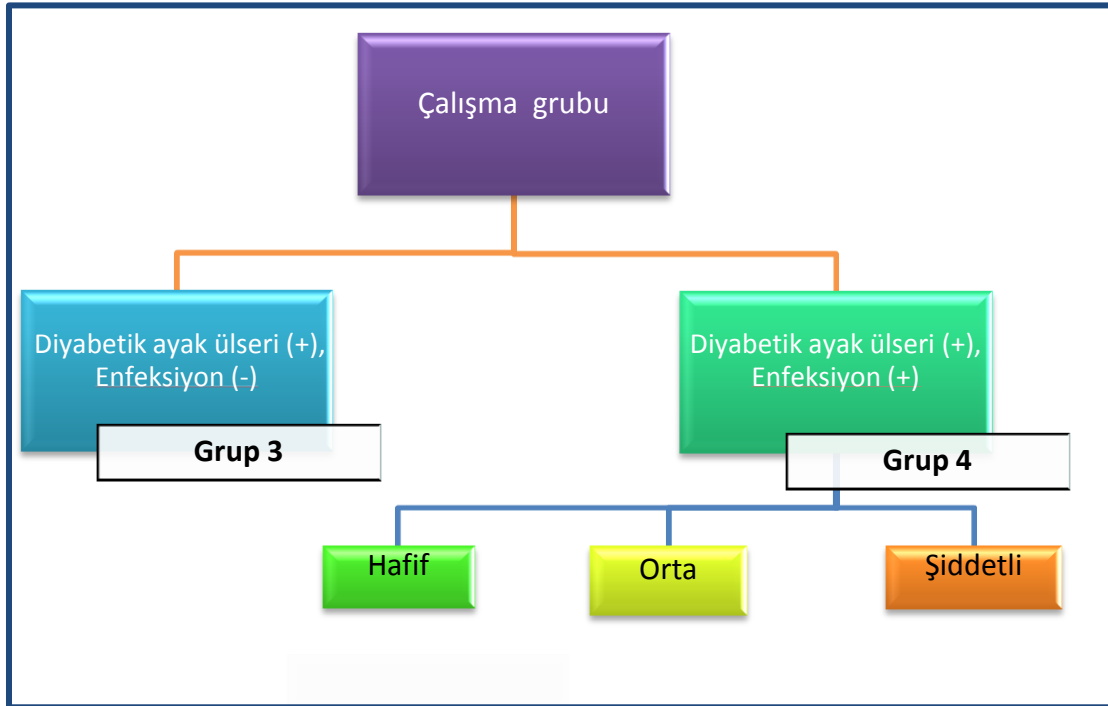 Çalışma grubu
Diyabetik ayak ülseri (+),
Enfeksiyon (-)
Grup 3
Diyabetik ayak ülseri (+),
Enfeksiyon (+)
Grup 4
Hafif
Orta
Şiddetli